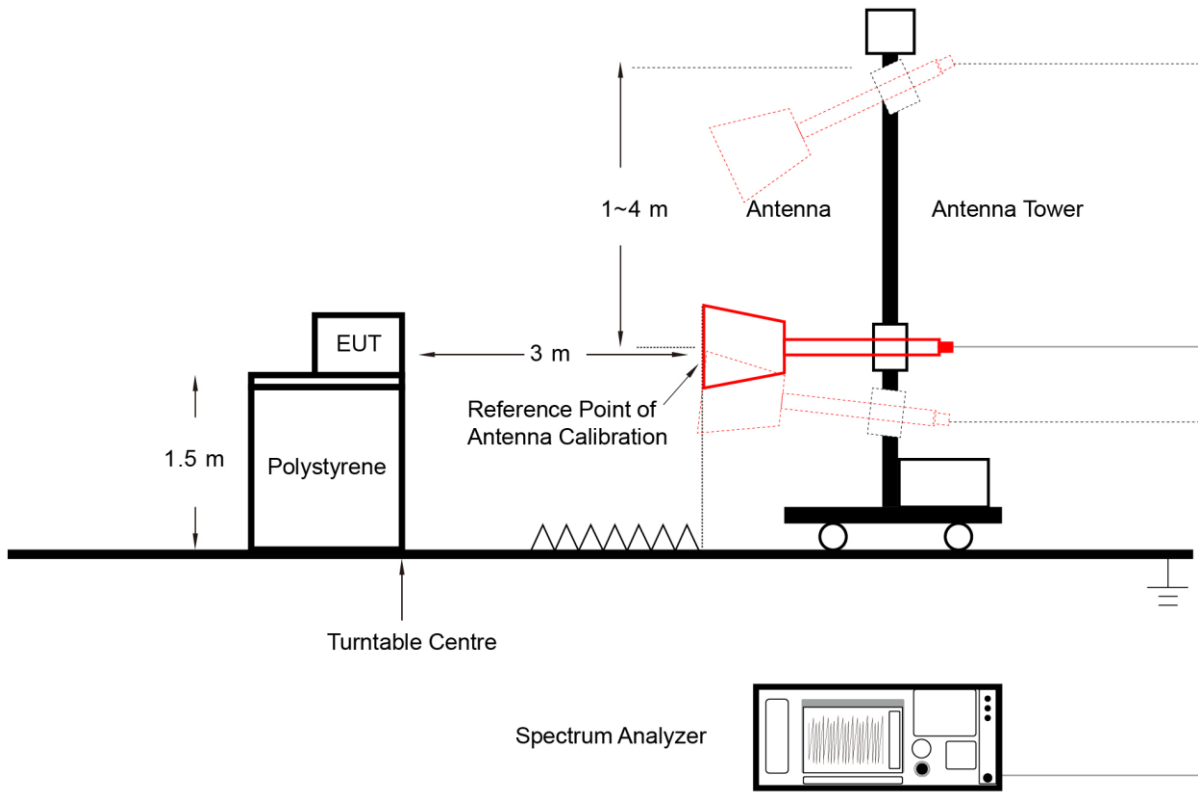 1~4 m
Antenna
Antenna Tower
EUT
3 m
Reference Point of
Antenna Calibration
1.5 m
Polystyrene
Turntable Centre
Spectrum Analyzer